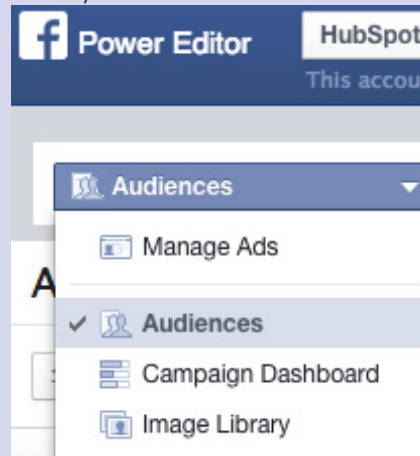 Power Editor
HubSpot
This accou
Audiences
A
Manage Ads
Audiences
Campaign Dashboard
Image Library